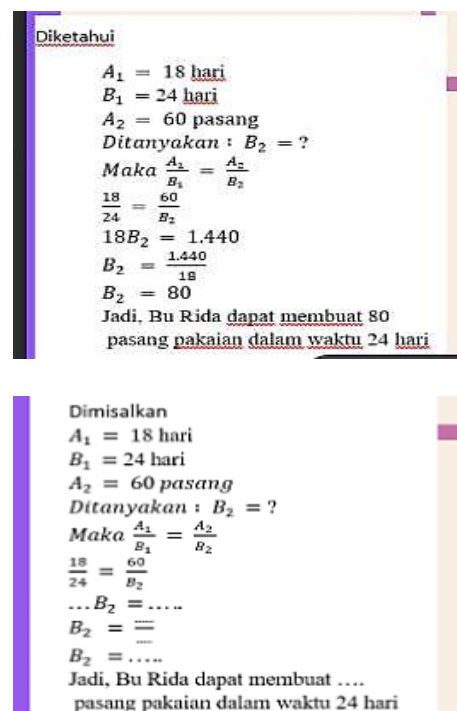 Diketahui
A₁ = 18 hari
B₁ = 24 hari
A₂ = 60 pasang
Ditanyakan : B₂ = ?
Maka A₁/B₁ = A₂/B₂
18/24 = 60/B₂
18B₂ = 1.440
B₂ = 1.440/18
B₂ = 80
Jadi, Bu Rida dapat membuat 80
pasang pakaian dalam waktu 24 hari
Dimisalkan
A₁ = 18 hari
B₁ = 24 hari
A₂ = 60 pasang
Ditanyakan : B₂ = ?
Maka A₁/B₁ = A₂/B₂
18/24 = 60/B₂
...B₂ = .....
B₂ = ..../....
B₂ = .....
Jadi, Bu Rida dapat membuat ....
pasang pakaian dalam waktu 24 hari